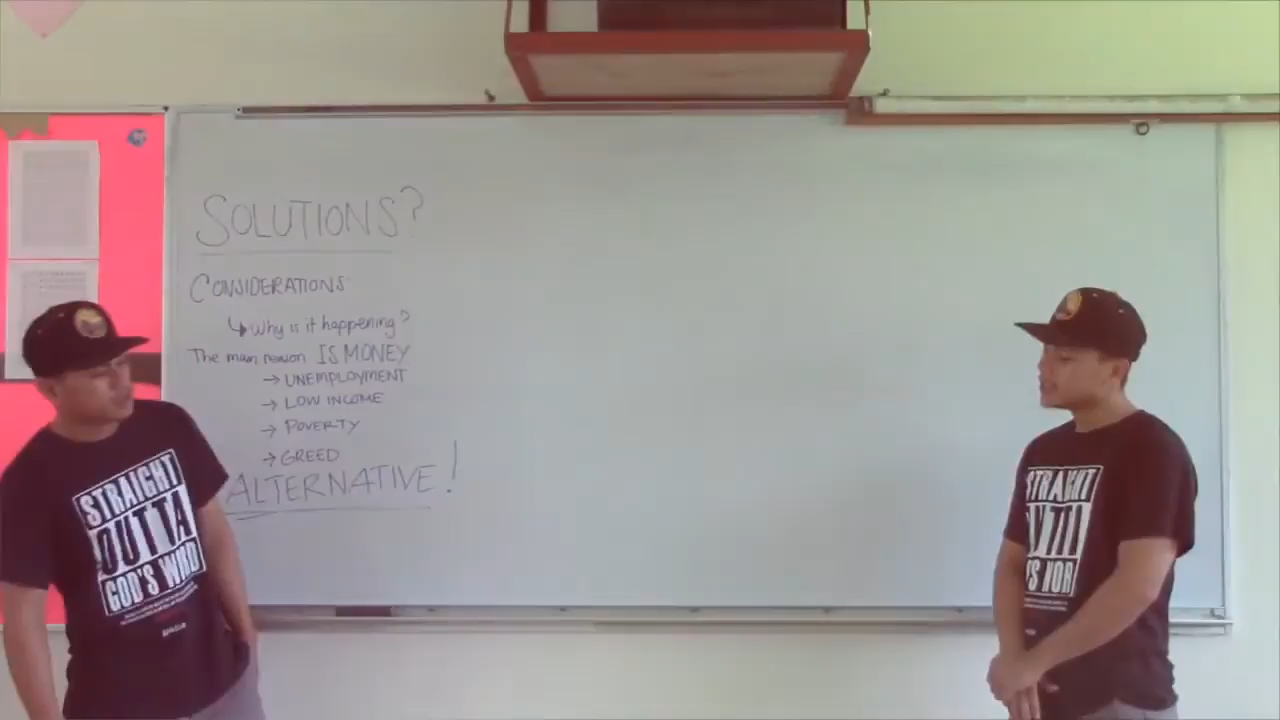 SOLUTIONS?
CONSIDERATIONS:
↳ Why is it happening?
The main reason IS MONEY
→ UNEMPLOYMENT
→ LOW INCOME
→ POVERTY
→ GREED
ALTERNATIVE!
STRAIGHT
OUTTA
GOD'S WORD